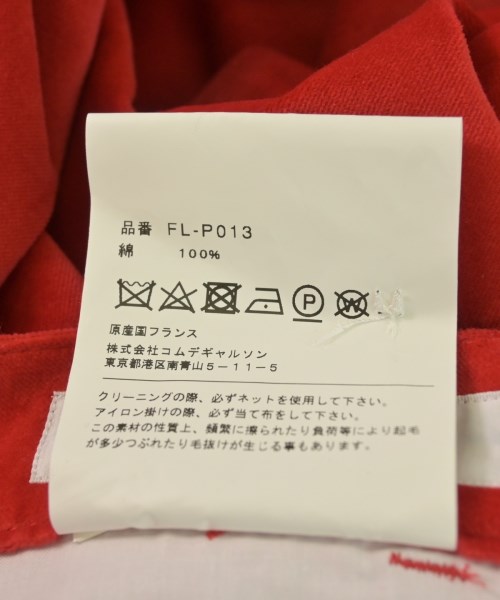 品番 FL-P013
綿 100%
P W
原産国フランス
株式会社コムデギャルソン
東京都港区南青山5-11-5
クリーニングの際、必ずネットを使用して下さい。
アイロン掛けの際、必ず当て布をして下さい。
この素材の性質上、頻繁に擦られたり負荷等により起毛
が多少つぶれたり毛抜けが生じる事もあります。